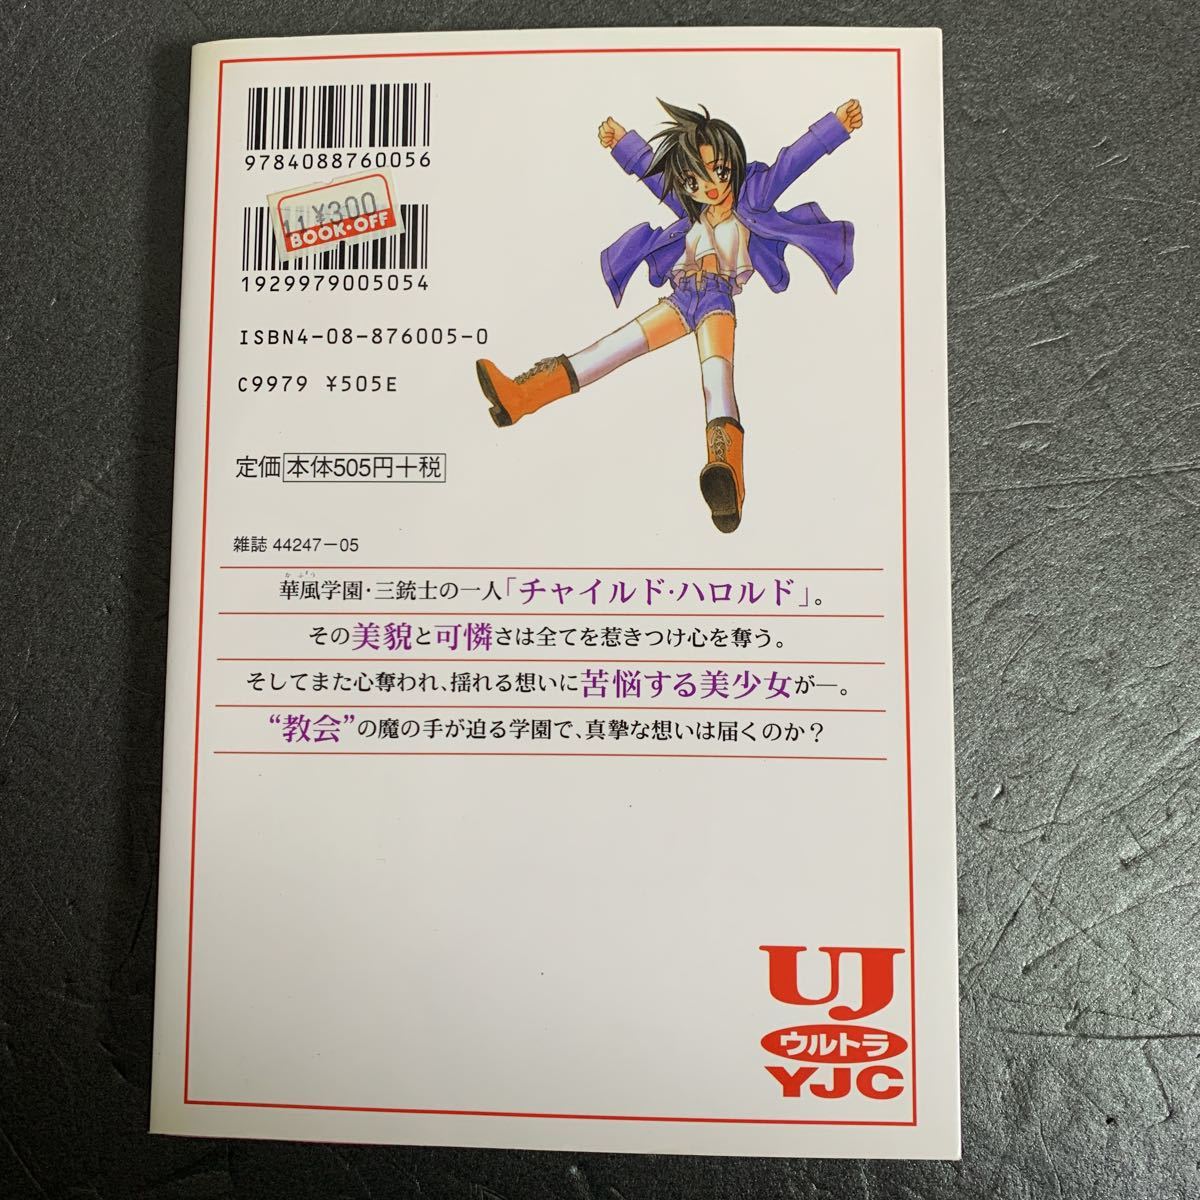 9784088760056
11 ¥300
BOOK・OFF
1929979005054
ISBN4-08-876005-0
C9979 ¥505E
定価 本体505円+税
雑誌 44247-05
かふう
華風学園・三銃士の一人「チャイルド・ハロルド」。
その美貌と可憐さは全てを惹きつけ心を奪う。
そしてまた心奪われ、揺れる想いに苦悩する美少女が―。
“教会”の魔の手が迫る学園で、真摯な想いは届くのか?
UJ
ウルトラ
YJC